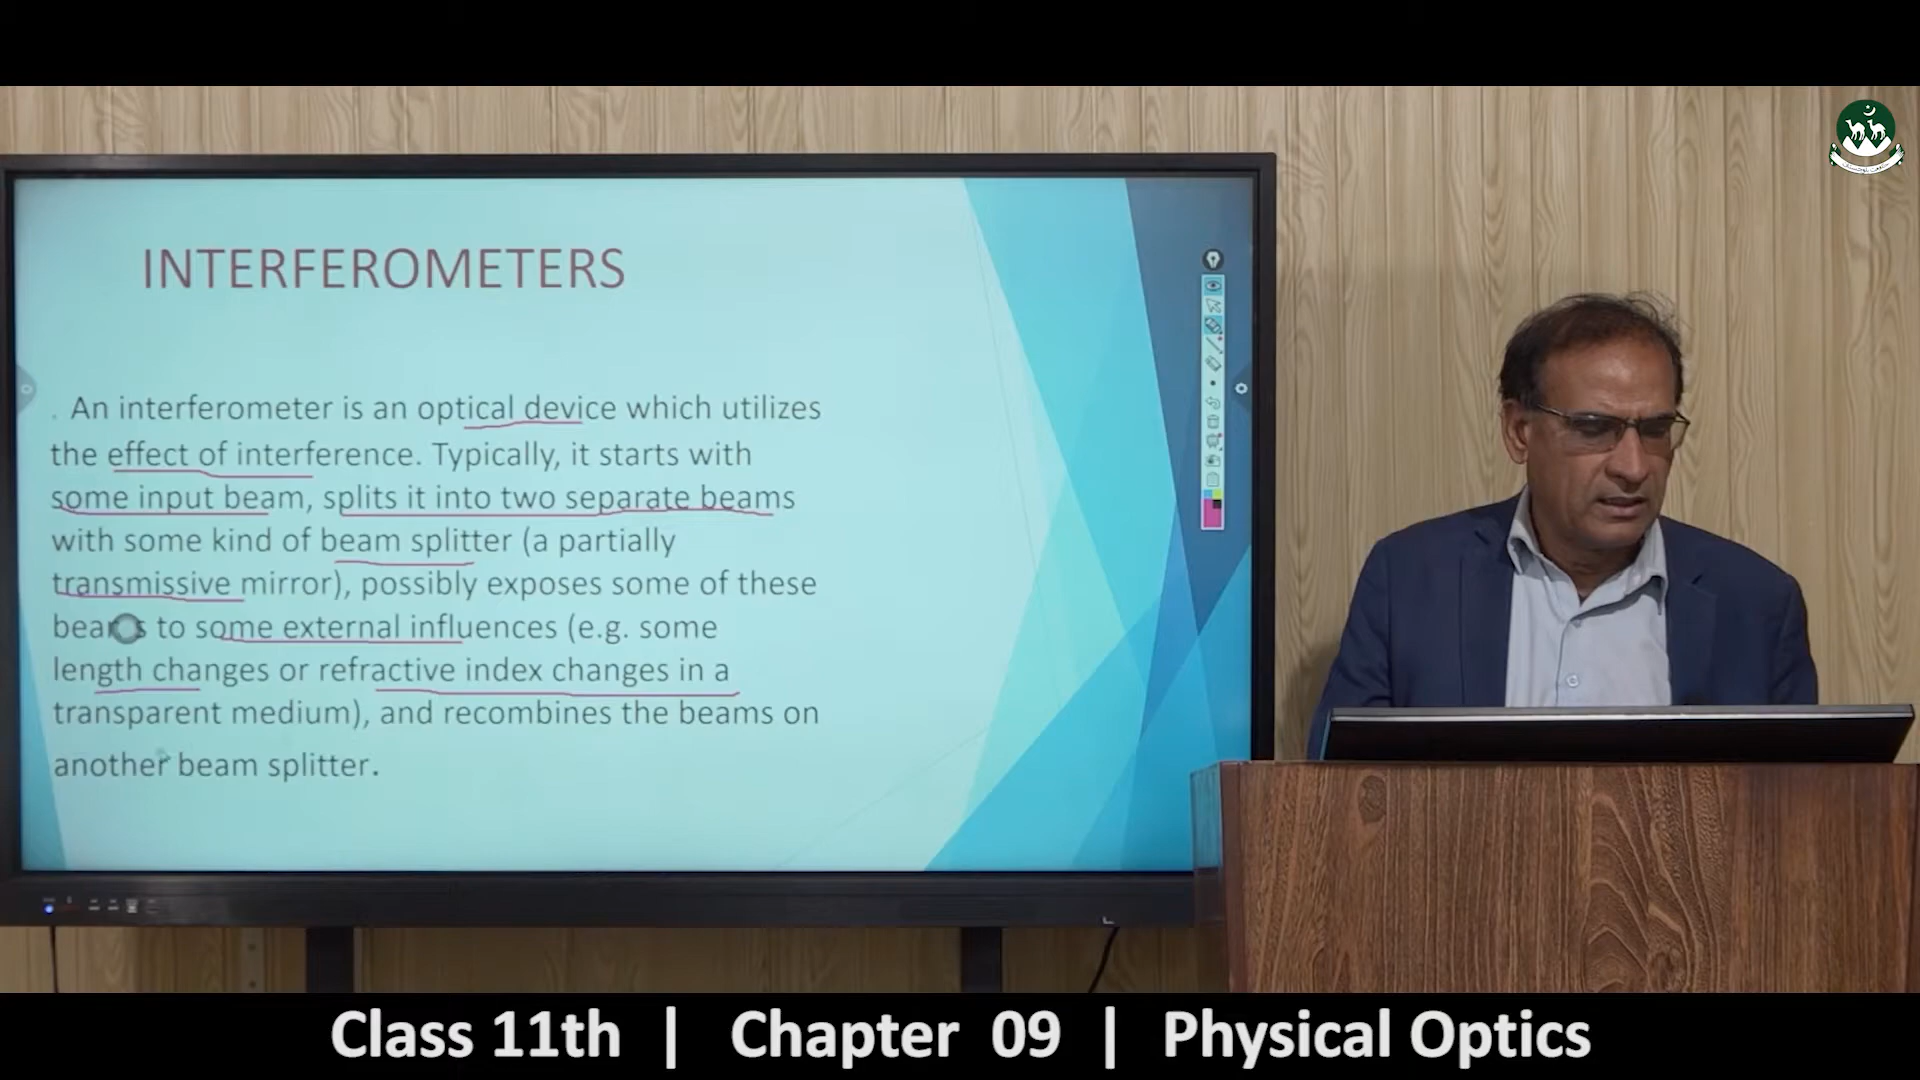 INTERFEROMETERS
. An interferometer is an optical device which utilizes
the effect of interference. Typically, it starts with
some input beam, splits it into two separate beams
with some kind of beam splitter (a partially
transmissive mirror), possibly exposes some of these
beams to some external influences (e.g. some
length changes or refractive index changes in a
transparent medium), and recombines the beams on
another beam splitter.
Class 11th | Chapter 09 | Physical Optics